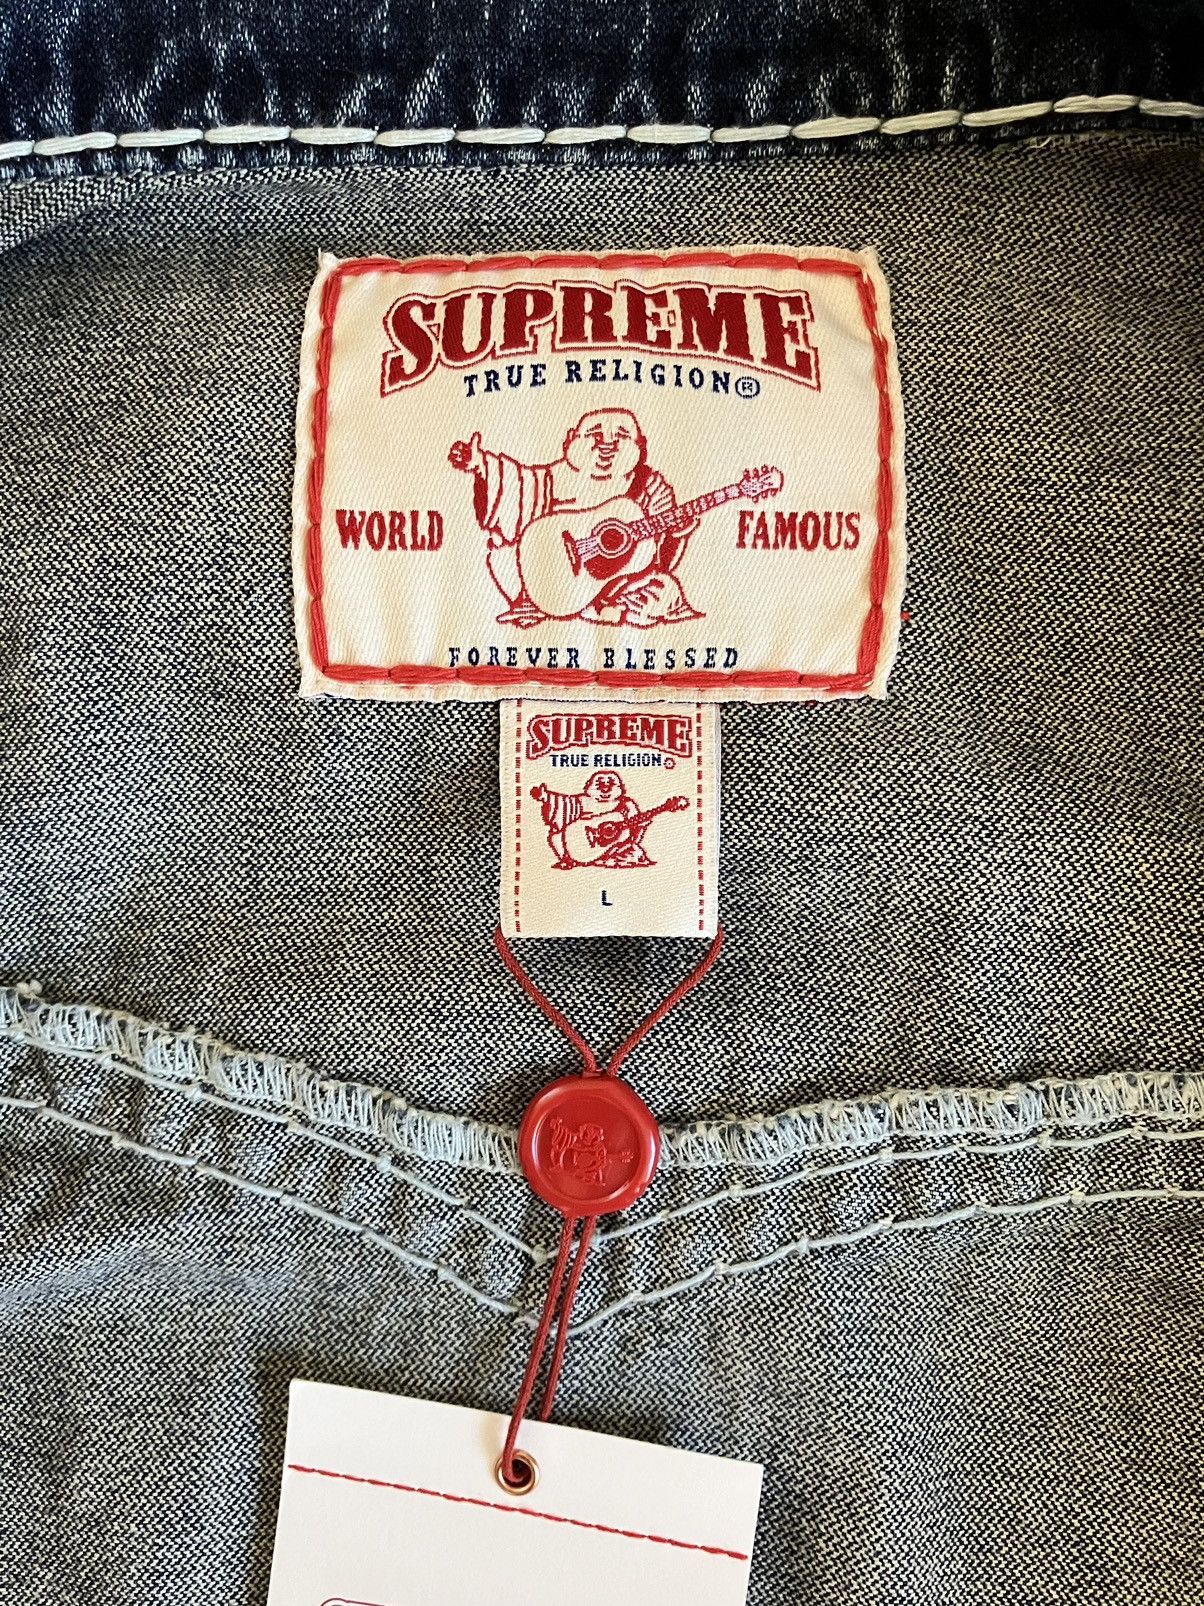 SUPREME
TRUE RELIGION®
WORLD FAMOUS
FOREVER BLESSED
SUPREME
TRUE RELIGION®
L